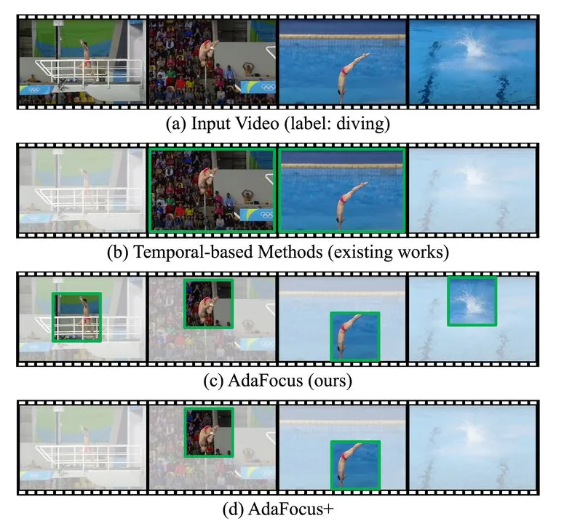 (a) Input Video (label: diving)
(b) Temporal-based Methods (existing works)
(c) AdaFocus (ours)
(d) AdaFocus+